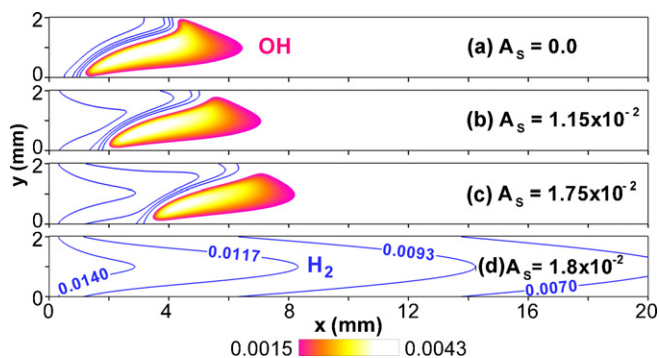 2
OH
(a) A_s = 0.0
0
2
(b) A_s = 1.15x10^-2
0
2
(c) A_s = 1.75x10^-2
0
2
0.0140
0.0117
H_2
0.0093
(d) A_s = 1.8x10^-2
0.0070
0
0 4 8 12 16 20
y (mm)
x (mm)
0.0015 0.0043